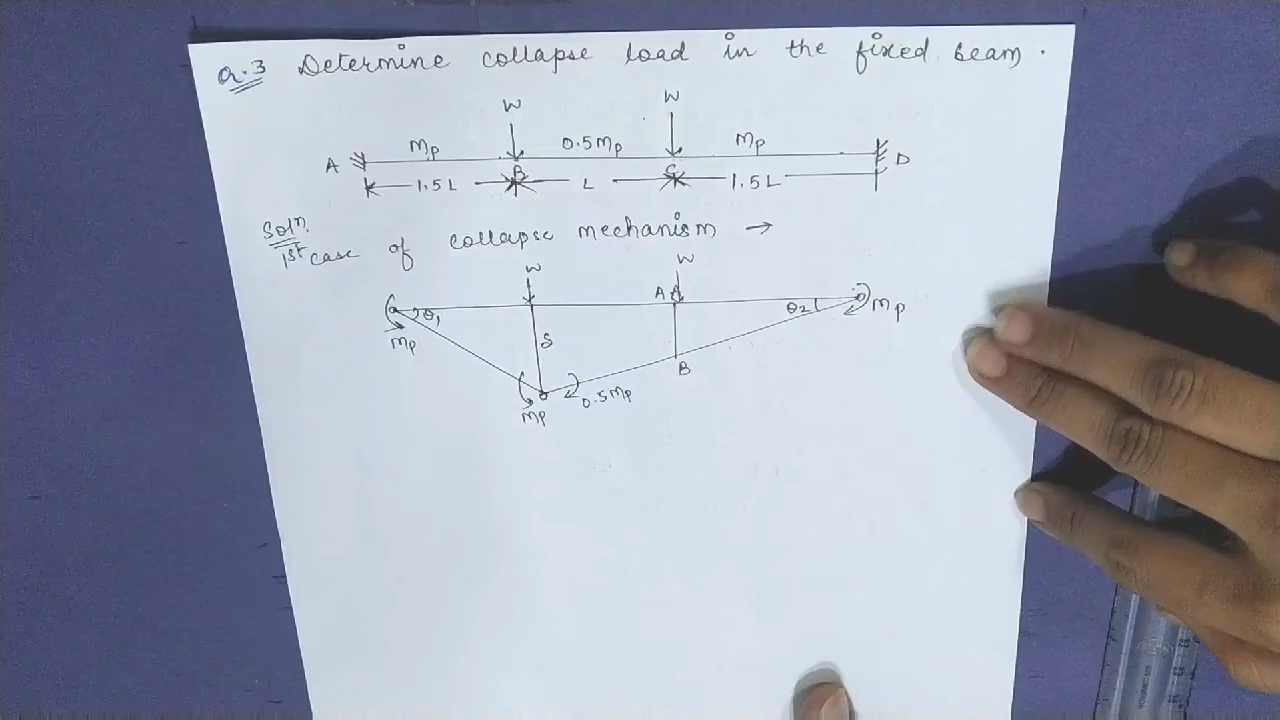 Q.3 Determine collapse load in the fixed beam.
W W
Mp 0.5Mp Mp
A B C D
1.5L L 1.5L
Soln.
1st case of collapse mechanism →
W W
A
θ1 θ2 Mp
Mp S
B
Mp 0.5Mp